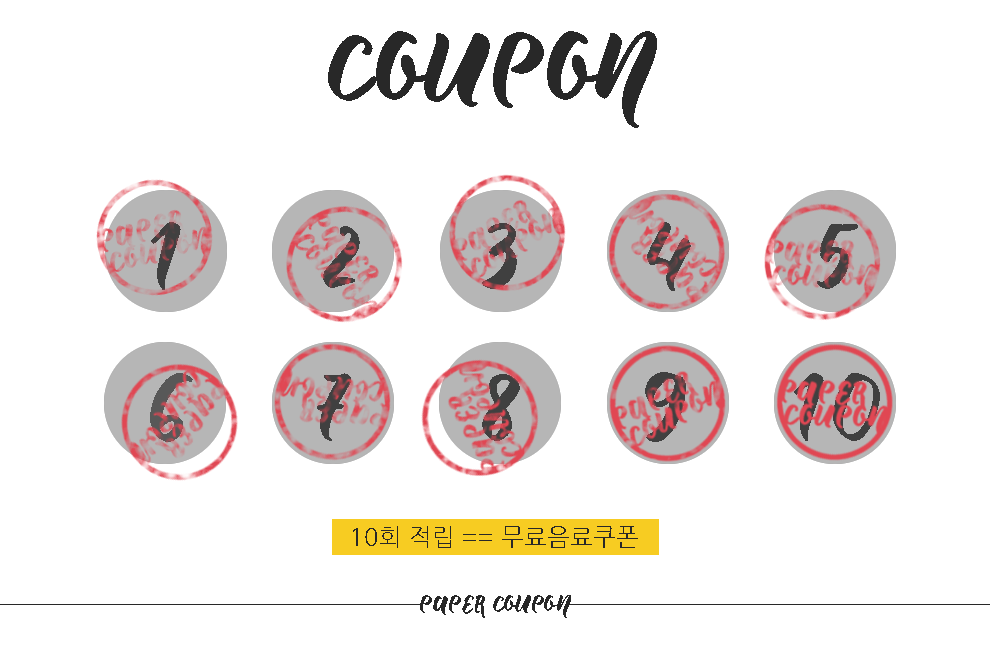 COUPON
1 2 3 4 5
PAPER COUPON PAPER COUPON PAPER COUPON PAPER COUPON PAPER COUPON
6 7 8 9 10
PAPER COUPON PAPER COUPON PAPER COUPON PAPER COUPON PAPER COUPON
10회 적립 == 무료음료쿠폰
PAPER COUPON